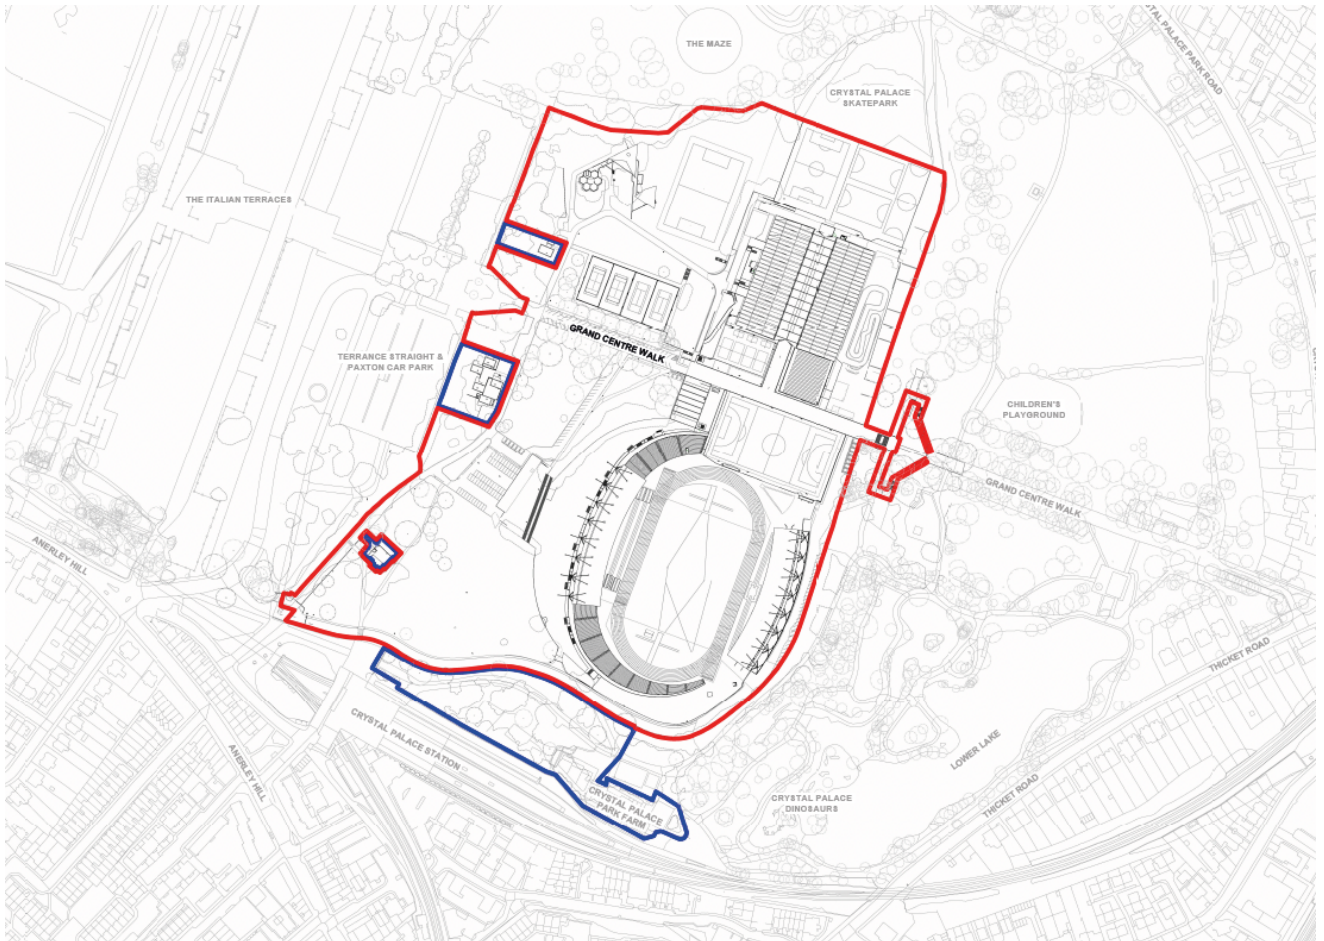 CRYSTAL PALACE PARK ROAD
THE MAZE
CRYSTAL PALACE
SKATEPARK
THE ITALIAN TERRACES
GRAND CENTRE WALK
TERRANCE STRAIGHT &
PAXTON CAR PARK
CHILDREN'S
PLAYGROUND
GRAND CENTRE WALK
ANERLEY HILL
THICKET ROAD
3
CRYSTAL PALACE STATION
LOWER LAKE
ANERLEY HILL
THICKET ROAD
CRYSTAL PALACE
PARK FARM
CRYSTAL PALACE
DINOSAURS